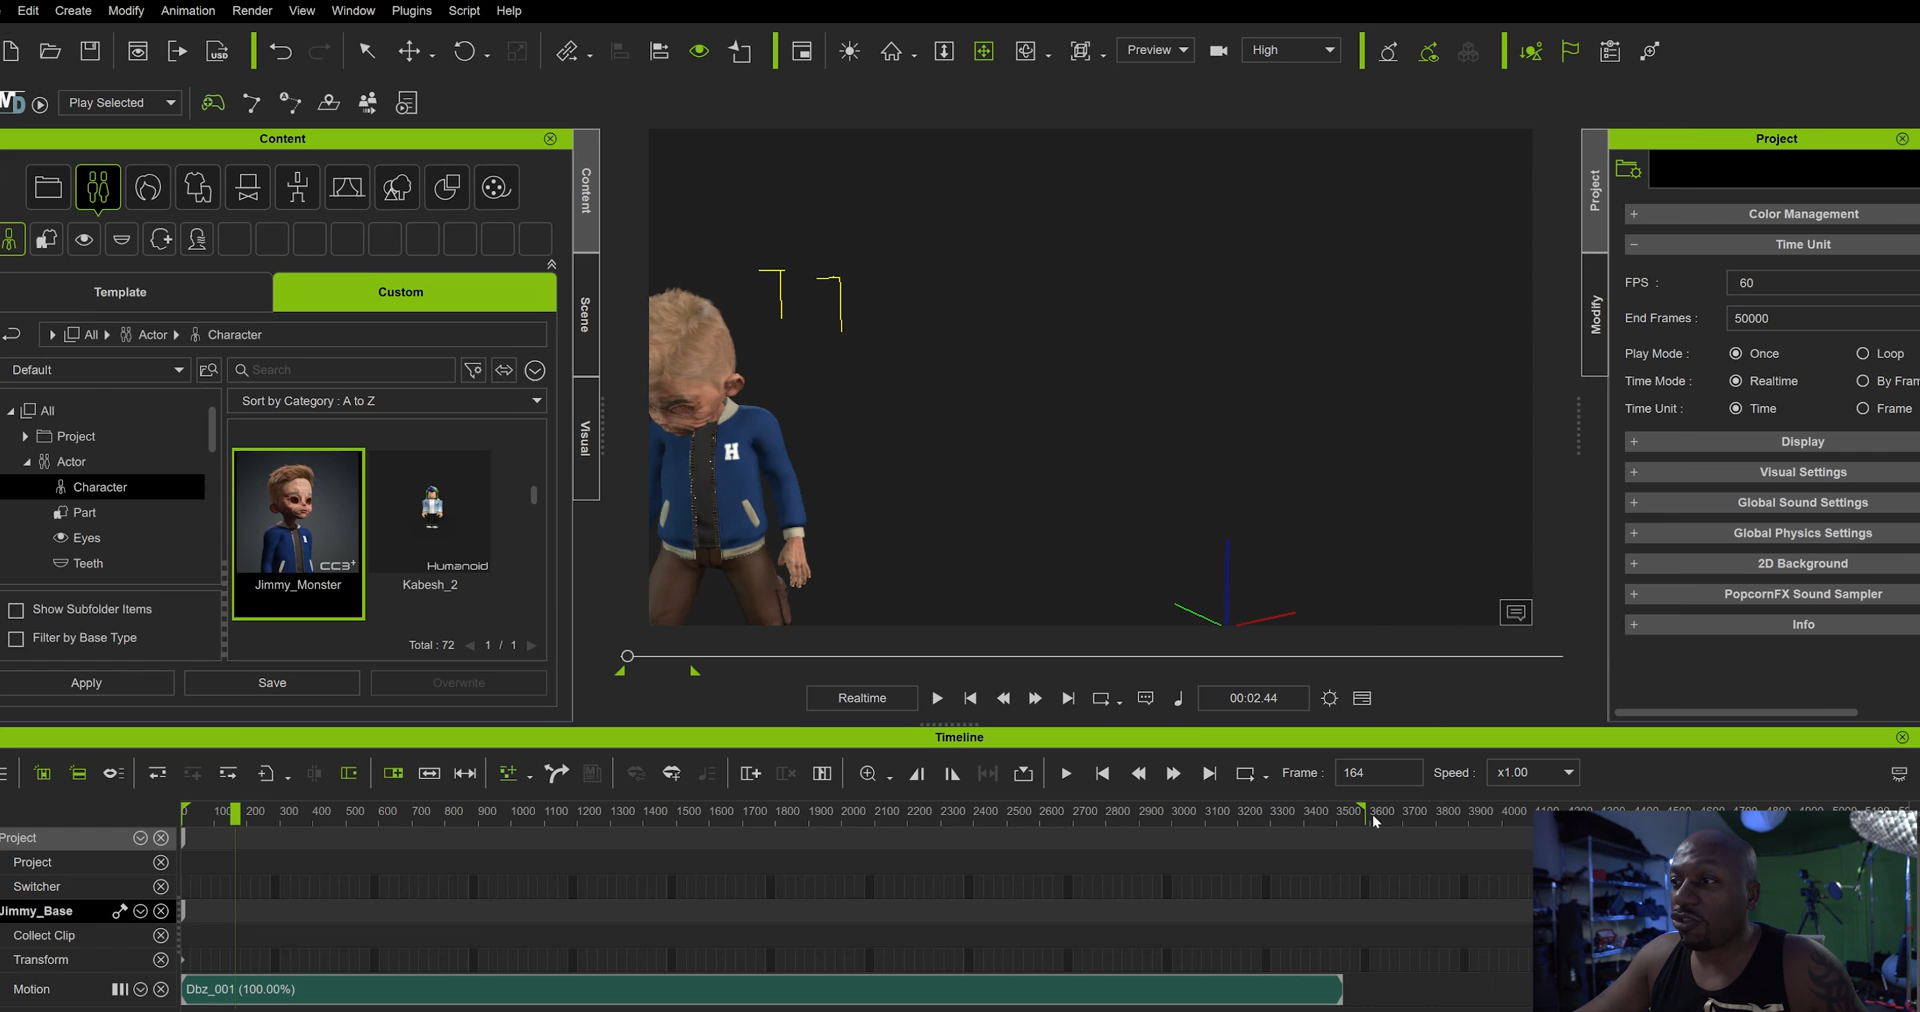 Edit Create Modify Animation Render View Window Plugins Script Help
USD Preview High
MD Play Selected
Content
Project
Template Custom
All Actor Character
Default Search
Sort by Category : A to Z
All
Project
Actor
Character
Part
Eyes
Teeth
CC3+
Jimmy_Monster
Humanoid
Kabesh_2
Show Subfolder Items
Filter by Base Type
Total : 72 1 / 1
Apply Save Overwrite
Content
Scene
Visual
H
Realtime 00:02.44
Project
Modify
Color Management
Time Unit
FPS : 60
End Frames : 50000
Play Mode : Once Loop
Time Mode : Realtime By Fram
Time Unit : Time Frame
Display
Visual Settings
Global Sound Settings
Global Physics Settings
2D Background
PopcornFX Sound Sampler
Info
Timeline
Frame : 164 Speed : x1.00
0 100 200 300 400 500 600 700 800 900 1000 1100 1200 1300 1400 1500 1600 1700 1800 1900 2000 2100 2200 2300 2400 2500 2600 2700 2800 2900 3000 3100 3200 3300 3400 3500 3600 3700 3800 3900 4000
Project
Project
Switcher
Jimmy_Base
Collect Clip
Transform
Motion
Dbz_001 (100.00%)